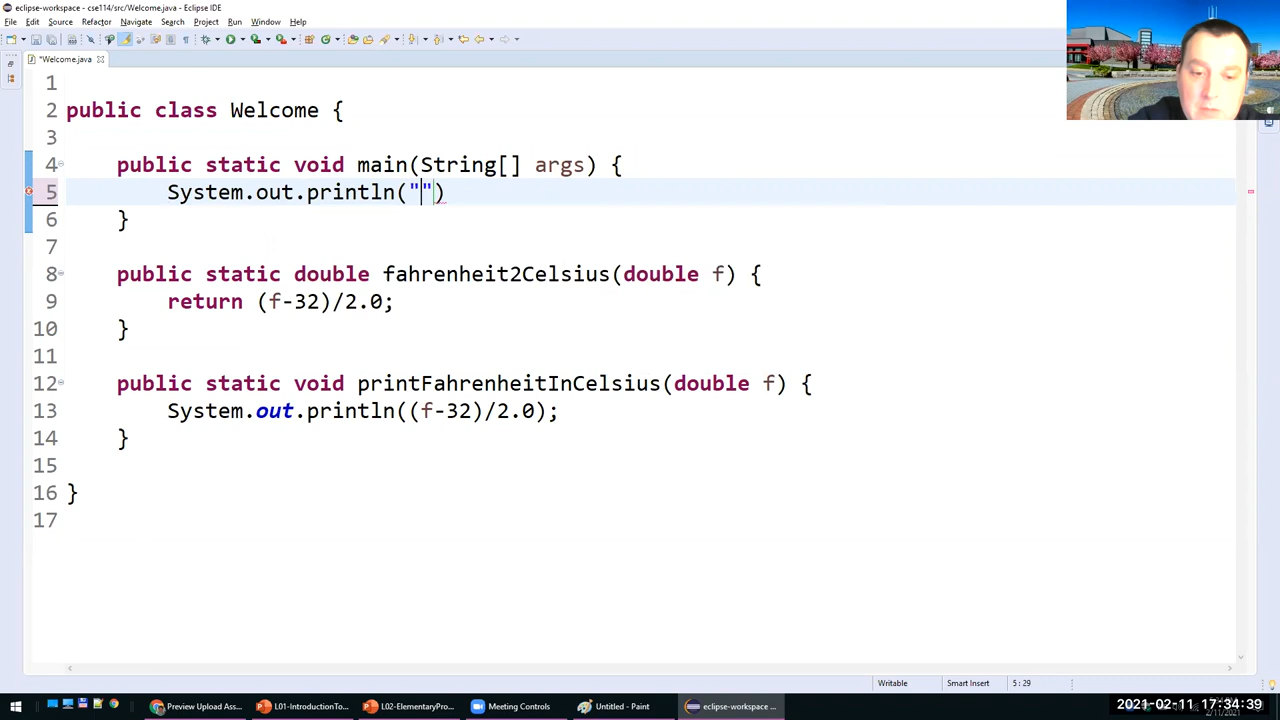 eclipse-workspace - cse114/src/Welcome.java - Eclipse IDE
File Edit Source Refactor Navigate Search Project Run Window Help
*Welcome.java
1
2 public class Welcome {
3
4 public static void main(String[] args) {
5 System.out.println("")
6 }
7
8 public static double fahrenheit2Celsius(double f) {
9 return (f-32)/2.0;
10 }
11
12 public static void printFahrenheitInCelsius(double f) {
13 System.out.println((f-32)/2.0);
14 }
15
16 }
17
Writable Smart Insert 5 : 29
Preview Upload Ass... L01-IntroductionTo... L02-ElementaryPro... Meeting Controls Untitled - Paint eclipse-workspace ...
2021-02-11 17:34:39